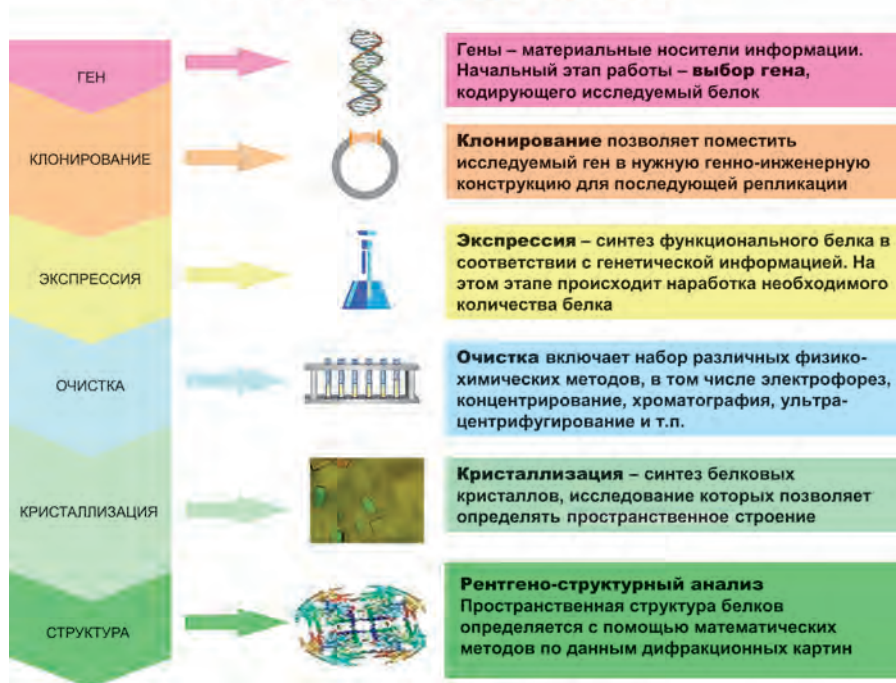 ГЕН
Гены – материальные носители информации.
Начальный этап работы – выбор гена,
кодирующего исследуемый белок
КЛОНИРОВАНИЕ
Клонирование позволяет поместить
исследуемый ген в нужную генно-инженерную
конструкцию для последующей репликации
ЭКСПРЕССИЯ
Экспрессия – синтез функционального белка в
соответствии с генетической информацией. На
этом этапе происходит наработка необходимого
количества белка
ОЧИСТКА
Очистка включает набор различных физико-
химических методов, в том числе электрофорез,
концентрирование, хроматография, ультра-
центрифугирование и т.п.
КРИСТАЛЛИЗАЦИЯ
Кристаллизация – синтез белковых
кристаллов, исследование которых позволяет
определять пространственное строение
СТРУКТУРА
Рентгено-структурный анализ
Пространственная структура белков
определяется с помощью математических
методов по данным дифракционных картин